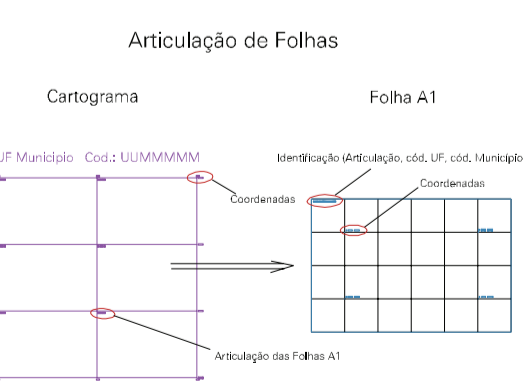 Articulação de Folhas
Cartograma
Folha A1
UF Municipio Cod.: UUMMMMM
Identificação (Articulação, cód. UF, cód. Município
Coordenadas
Coordenadas
Articulação das Folhas A1